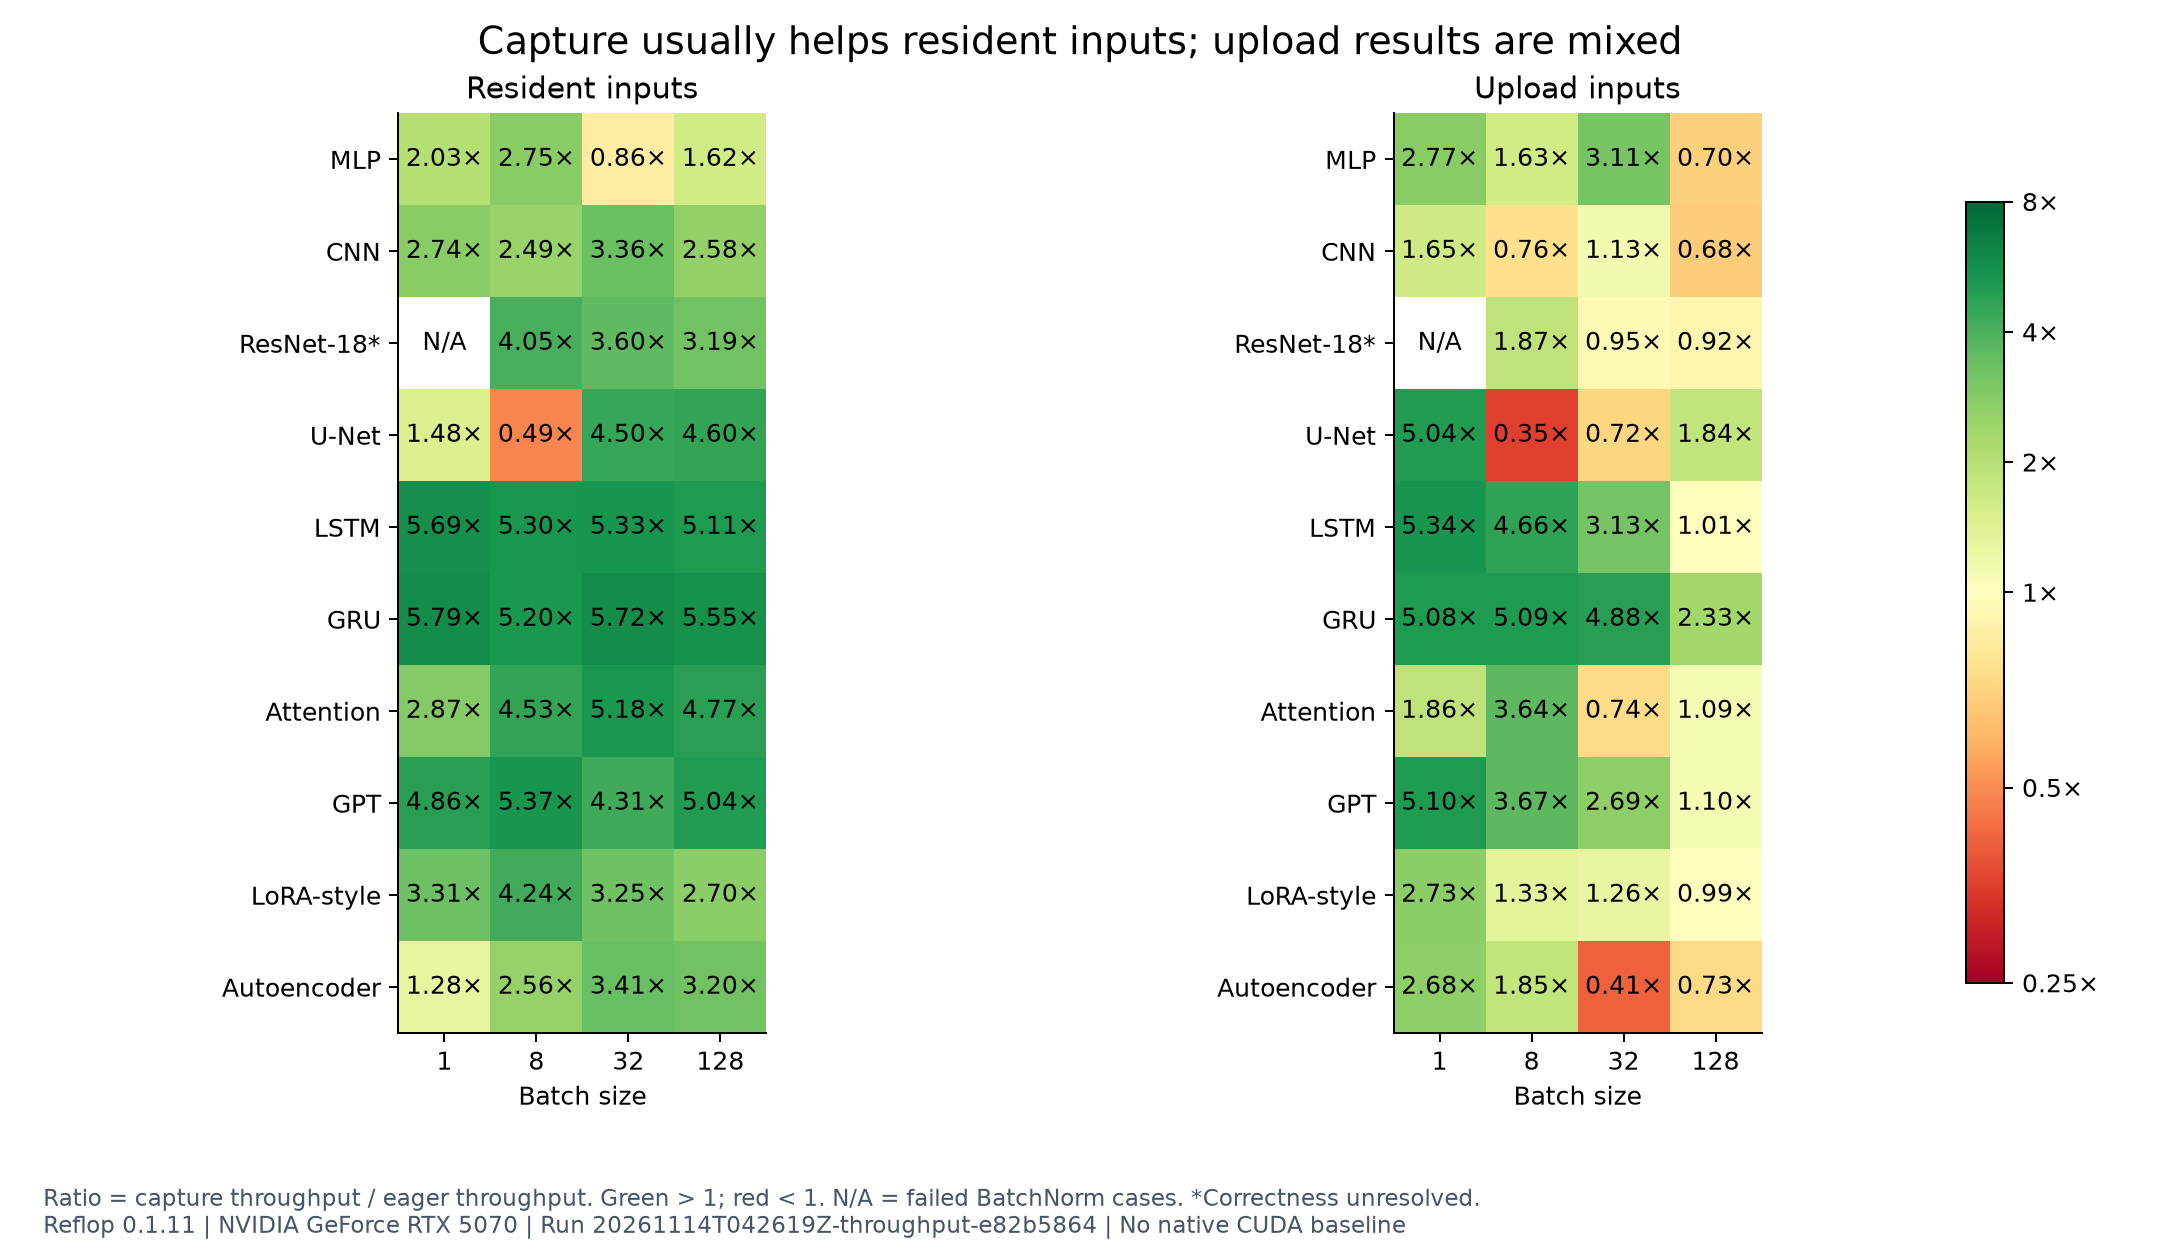 Capture usually helps resident inputs; upload results are mixed
Resident inputs
MLP 2.03× 2.75× 0.86× 1.62×
CNN 2.74× 2.49× 3.36× 2.58×
ResNet-18* N/A 4.05× 3.60× 3.19×
U-Net 1.48× 0.49× 4.50× 4.60×
LSTM 5.69× 5.30× 5.33× 5.11×
GRU 5.79× 5.20× 5.72× 5.55×
Attention 2.87× 4.53× 5.18× 4.77×
GPT 4.86× 5.37× 4.31× 5.04×
LoRA-style 3.31× 4.24× 3.25× 2.70×
Autoencoder 1.28× 2.56× 3.41× 3.20×
1 8 32 128
Batch size
Upload inputs
MLP 2.77× 1.63× 3.11× 0.70×
CNN 1.65× 0.76× 1.13× 0.68×
ResNet-18* N/A 1.87× 0.95× 0.92×
U-Net 5.04× 0.35× 0.72× 1.84×
LSTM 5.34× 4.66× 3.13× 1.01×
GRU 5.08× 5.09× 4.88× 2.33×
Attention 1.86× 3.64× 0.74× 1.09×
GPT 5.10× 3.67× 2.69× 1.10×
LoRA-style 2.73× 1.33× 1.26× 0.99×
Autoencoder 2.68× 1.85× 0.41× 0.73×
1 8 32 128
Batch size
8×
4×
2×
1×
0.5×
0.25×
Ratio = capture throughput / eager throughput. Green > 1; red < 1. N/A = failed BatchNorm cases. *Correctness unresolved.
Reflop 0.1.11 | NVIDIA GeForce RTX 5070 | Run 20261114T042619Z-throughput-e82b5864 | No native CUDA baseline